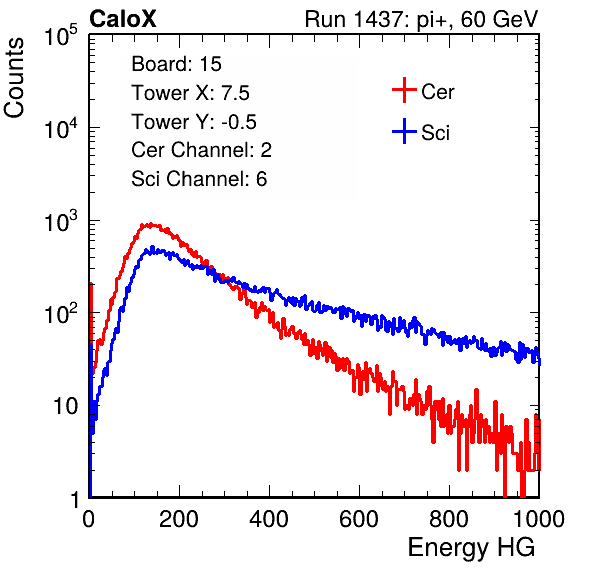 CaloX Run 1437: pi+, 60 GeV
Counts
Board: 15
Tower X: 7.5
Tower Y: -0.5
Cer Channel: 2
Sci Channel: 6
Cer
Sci
10^5
10^4
10^3
10^2
10
1
0 200 400 600 800 1000
Energy HG